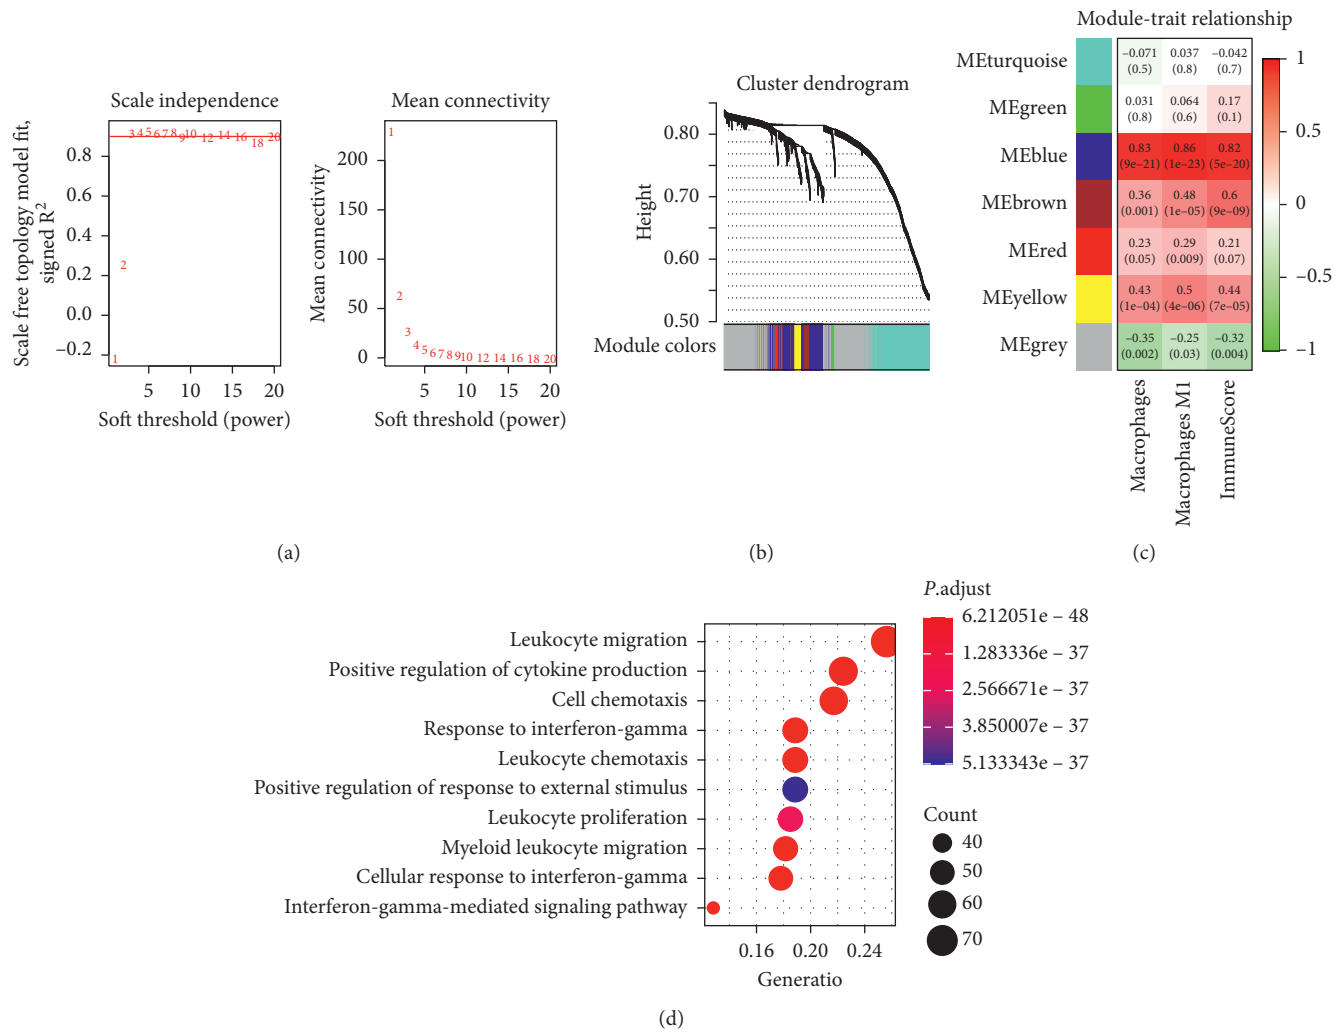 Scale independence
Scale free topology model fit,
signed R²
0.8
0.6
0.4
0.2
0.0
−0.2
1
2
3 4 5 6 7 8 9 10 12 14 16 18 20
5 10 15 20
Soft threshold (power)
Mean connectivity
Mean connectivity
200
150
100
50
0
1
2
3
4 5 6 7 8 9 10 12 14 16 18 20
5 10 15 20
Soft threshold (power)
(a)
Cluster dendrogram
Height
0.80
0.70
0.60
0.50
Module colors
(b)
Module-trait relationship
MEturquoise −0.071 0.037 −0.042
(0.5) (0.8) (0.7)
MEgreen 0.031 0.064 0.17
(0.8) (0.6) (0.1)
MEblue 0.83 0.86 0.82
(9e−21) (1e−23) (5e−20)
MEbrown 0.36 0.48 0.6
(0.001) (1e−05) (9e−09)
MEred 0.23 0.29 0.21
(0.05) (0.009) (0.07)
MEyellow 0.43 0.5 0.44
(1e−04) (4e−06) (7e−05)
MEgrey −0.35 −0.25 −0.32
(0.002) (0.03) (0.004)
Macrophages
Macrophages M1
ImmuneScore
1
0.5
0
−0.5
−1
(c)
Leukocyte migration
Positive regulation of cytokine production
Cell chemotaxis
Response to interferon-gamma
Leukocyte chemotaxis
Positive regulation of response to external stimulus
Leukocyte proliferation
Myeloid leukocyte migration
Cellular response to interferon-gamma
Interferon-gamma-mediated signaling pathway
0.16 0.20 0.24
Generatio
P.adjust
6.212051e − 48
1.283336e − 37
2.566671e − 37
3.850007e − 37
5.133343e − 37
Count
40
50
60
70
(d)